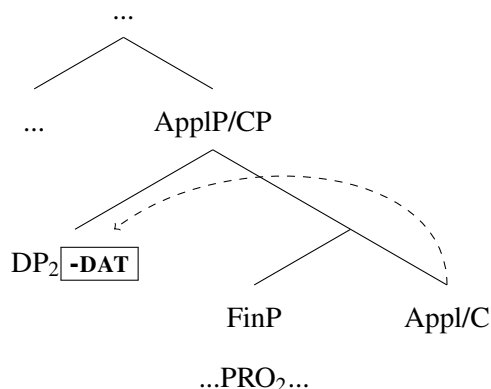 ...
... ApplP/CP
DP₂ -DAT
FinP Appl/C
...PRO₂...